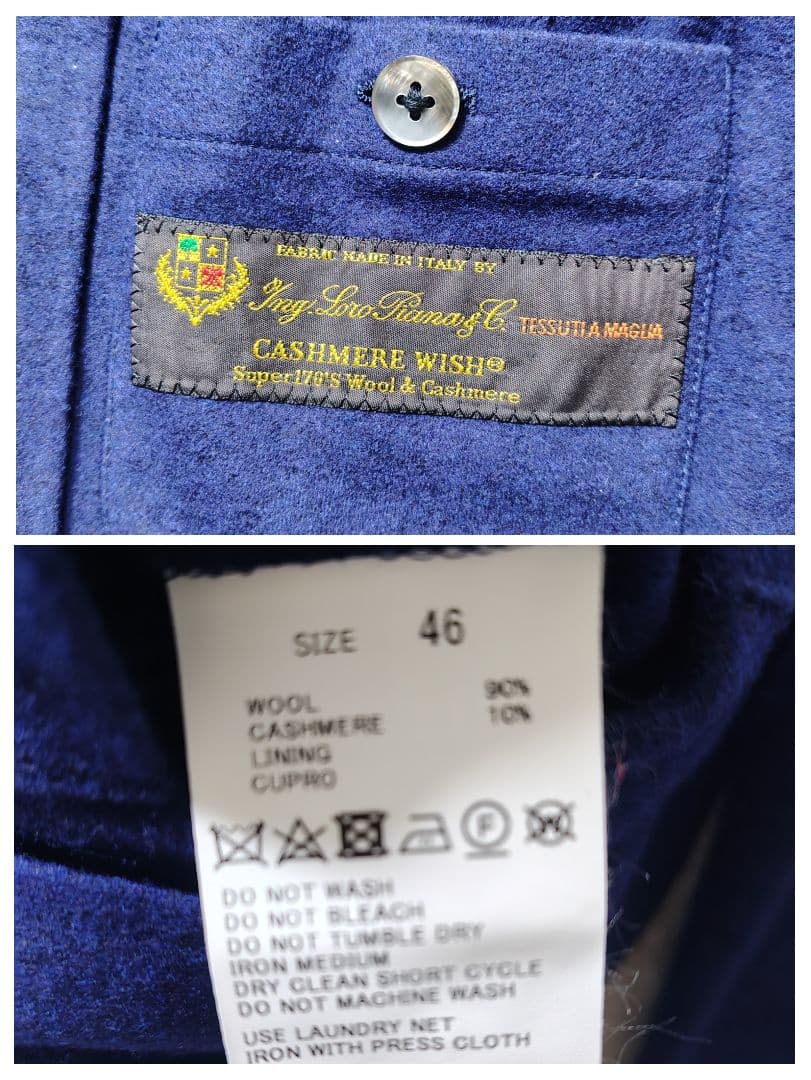 FABRIC MADE IN ITALY BY
Ing. Loro Piana & C. TESSUTI A MAGLIA
CASHMERE WISH®
Super170'S Wool & Cashmere
SIZE 46
WOOL 90%
CASHMERE 10%
LINING
CUPRO
F W
DO NOT WASH
DO NOT BLEACH
DO NOT TUMBLE DRY
IRON MEDIUM
DRY CLEAN SHORT CYCLE
DO NOT MACHINE WASH
USE LAUNDRY NET
IRON WITH PRESS CLOTH